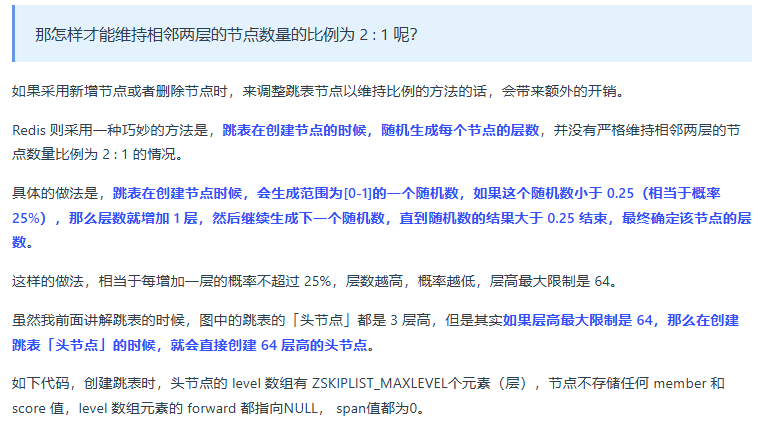 那怎样才能维持相邻两层的节点数量的比例为 2 : 1 呢？
如果采用新增节点或者删除节点时，来调整跳表节点以维持比例的方法的话，会带来额外的开销。
Redis 则采用一种巧妙的方法是，跳表在创建节点的时候，随机生成每个节点的层数，并没有严格维持相邻两层的节
点数量比例为 2 : 1 的情况。
具体的做法是，跳表在创建节点时候，会生成范围为[0-1]的一个随机数，如果这个随机数小于 0.25（相当于概率
25%），那么层数就增加 1 层，然后继续生成下一个随机数，直到随机数的结果大于 0.25 结束，最终确定该节点的层
数。
这样的做法，相当于每增加一层的概率不超过 25%，层数越高，概率越低，层高最大限制是 64。
虽然我前面讲解跳表的时候，图中的跳表的「头节点」都是 3 层高，但是其实如果层高最大限制是 64，那么在创建
跳表「头节点」的时候，就会直接创建 64 层高的头节点。
如下代码，创建跳表时，头节点的 level 数组有 ZSKIPLIST_MAXLEVEL个元素（层），节点不存储任何 member 和
score 值，level 数组元素的 forward 都指向NULL， span值都为0。